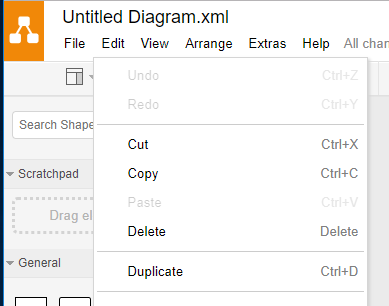 Untitled Diagram.xml
File Edit View Arrange Extras Help All chan
Undo Ctrl+Z
Redo Ctrl+Y
Search Shape
Cut Ctrl+X
Scratchpad
Copy Ctrl+C
Paste Ctrl+V
Drag el
Delete Delete
General
Duplicate Ctrl+D